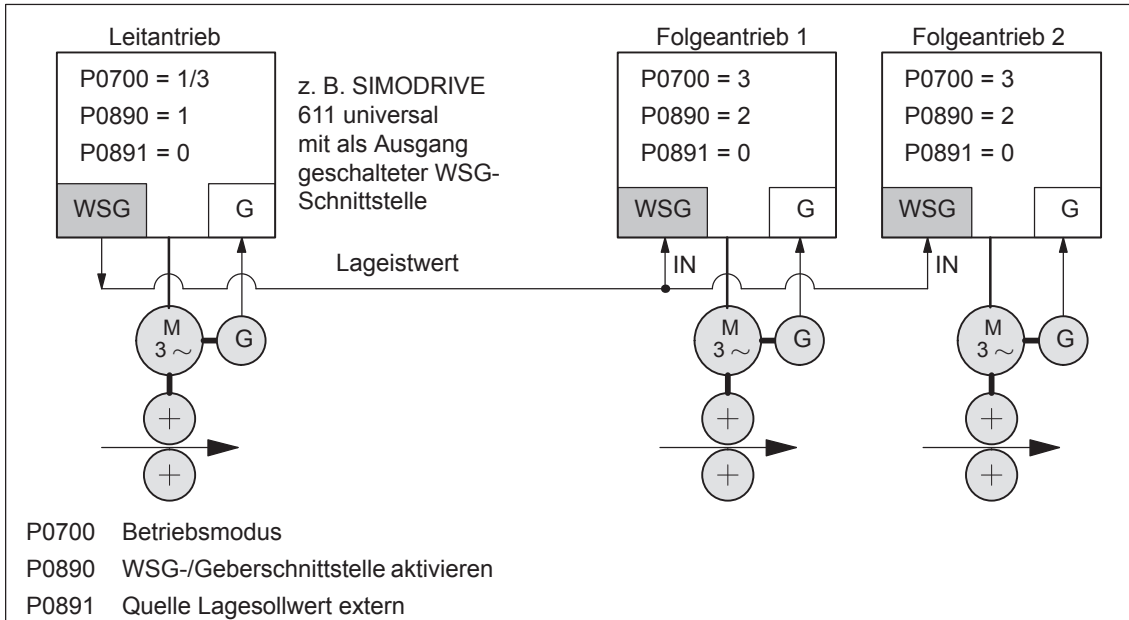 Leitantrieb
P0700 = 1/3
P0890 = 1
P0891 = 0
WSG
G
z. B. SIMODRIVE
611 universal
mit als Ausgang
geschalteter WSG-
Schnittstelle
Folgeantrieb 1
P0700 = 3
P0890 = 2
P0891 = 0
WSG
G
Folgeantrieb 2
P0700 = 3
P0890 = 2
P0891 = 0
WSG
G
Lageistwert
IN
IN
M
3 ~
G
M
3 ~
G
M
3 ~
G
+
+
+
+
+
+
P0700 Betriebsmodus
P0890 WSG-/Geberschnittstelle aktivieren
P0891 Quelle Lagesollwert extern